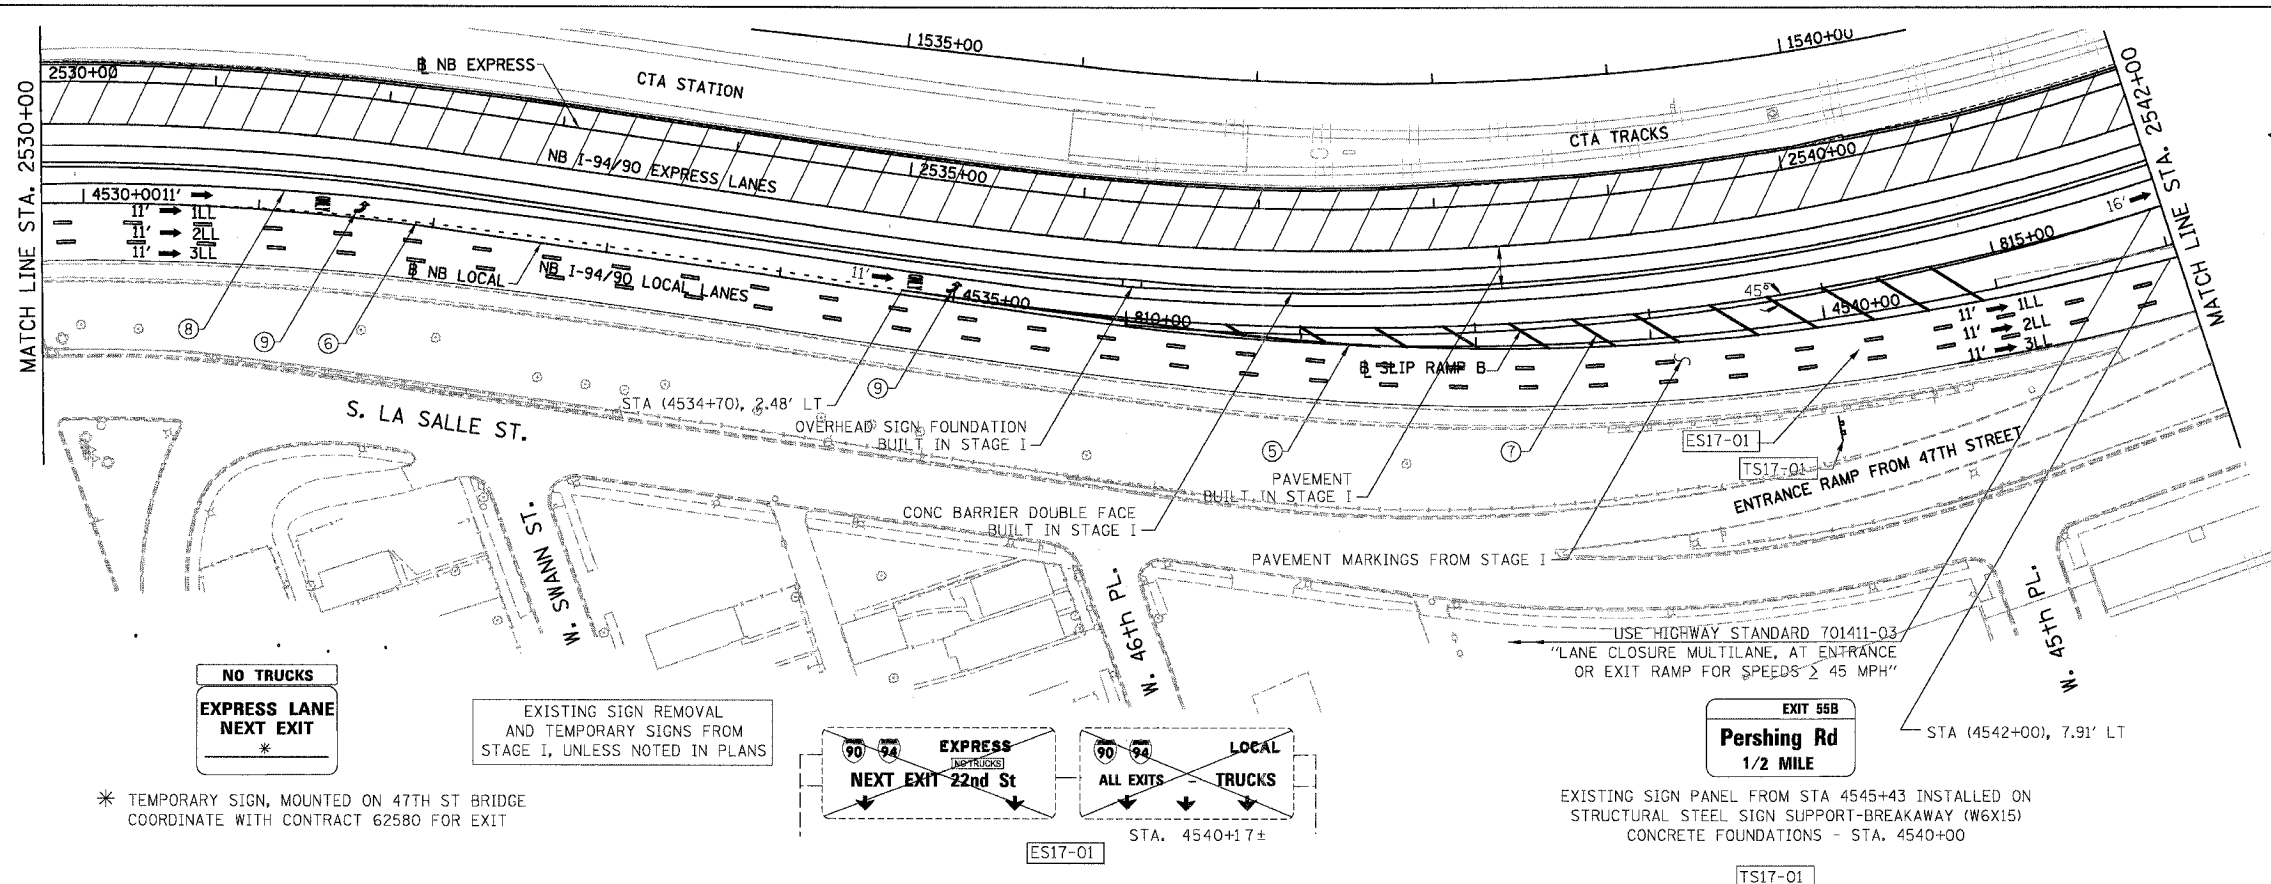 1535+00
1540+00
MATCH LINE STA. 2530+00
2530+00
℄ NB EXPRESS
CTA STATION
CTA TRACKS
MATCH LINE STA. 2542+00
NB I-94/90 EXPRESS LANES
2535+00
2540+00
4530+00
11'
11' 1LL
11' 2LL
11' 3LL
16'
815+00
NB LOCAL
NB I-94/90 LOCAL LANES
11'
4535+00
810+00
45°
4540+00
11' 1LL
11' 2LL
11' 3LL
SLIP RAMP B
8
9
6
9
5
7
STA (4534+70), 2.48' LT
OVERHEAD SIGN FOUNDATION
BUILT IN STAGE I
PAVEMENT
BUILT IN STAGE I
CONC BARRIER DOUBLE FACE
BUILT IN STAGE I
PAVEMENT MARKINGS FROM STAGE I
ES17-01
TS17-01
ENTRANCE RAMP FROM 47TH STREET
S. LA SALLE ST.
W. SWANN ST.
W. 46th PL.
W. 45th PL.
USE HIGHWAY STANDARD 701411-03
"LANE CLOSURE MULTILANE, AT ENTRANCE
OR EXIT RAMP FOR SPEEDS ≥ 45 MPH"
STA (4542+00), 7.91' LT
NO TRUCKS
EXPRESS LANE
NEXT EXIT
*
* TEMPORARY SIGN, MOUNTED ON 47TH ST BRIDGE
COORDINATE WITH CONTRACT 62580 FOR EXIT
EXISTING SIGN REMOVAL
AND TEMPORARY SIGNS FROM
STAGE I, UNLESS NOTED IN PLANS
90 94 EXPRESS
NO TRUCKS
NEXT EXIT 22nd St
90 94 LOCAL
ALL EXITS - TRUCKS
STA. 4540+17±
ES17-01
EXIT 55B
Pershing Rd
1/2 MILE
EXISTING SIGN PANEL FROM STA 4545+43 INSTALLED ON
STRUCTURAL STEEL SIGN SUPPORT-BREAKAWAY (W6X15)
CONCRETE FOUNDATIONS - STA. 4540+00
TS17-01